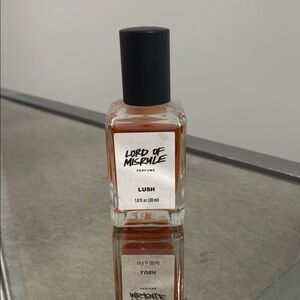 LORD OF
MISRULE
PERFUME
LUSH
1.0 fl oz (30 ml)